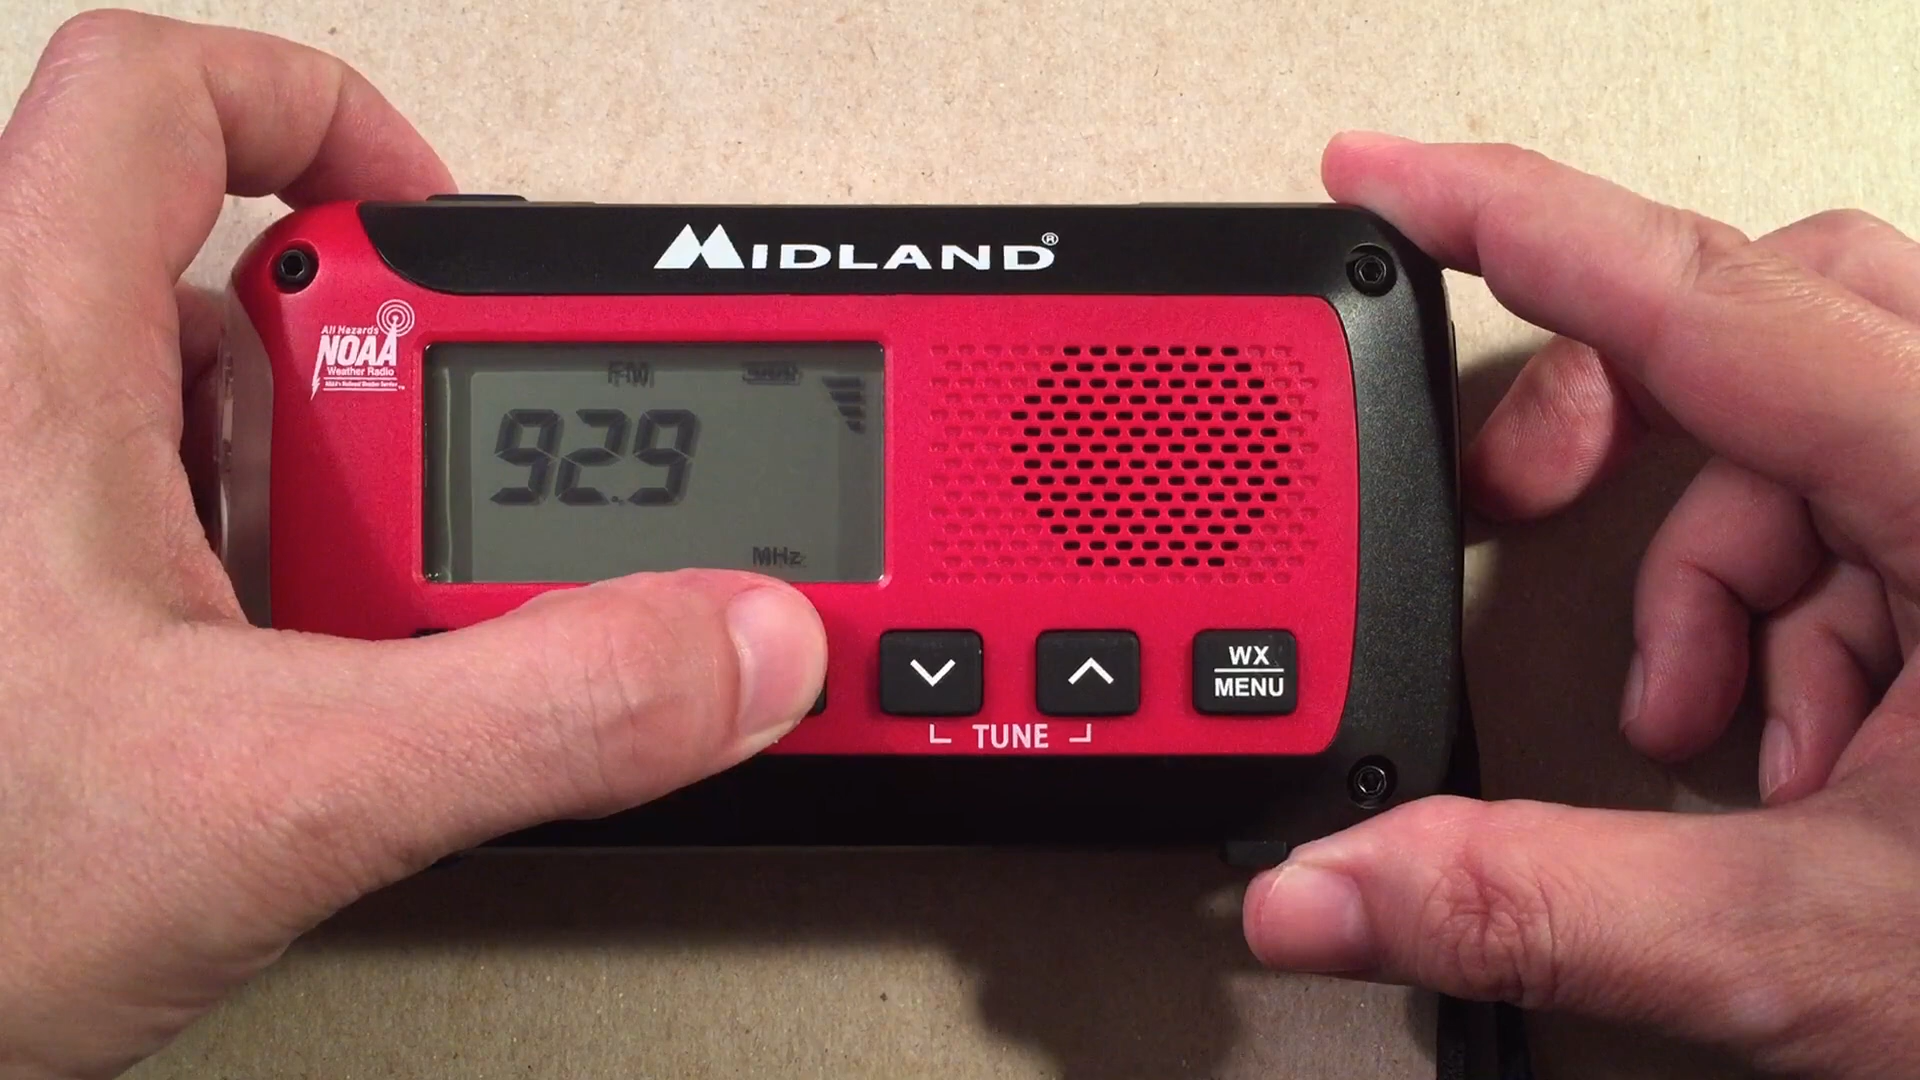 MIDLAND®
All Hazards
NOAA
Weather Radio
FM
92.9
MHz
WX
MENU
TUNE